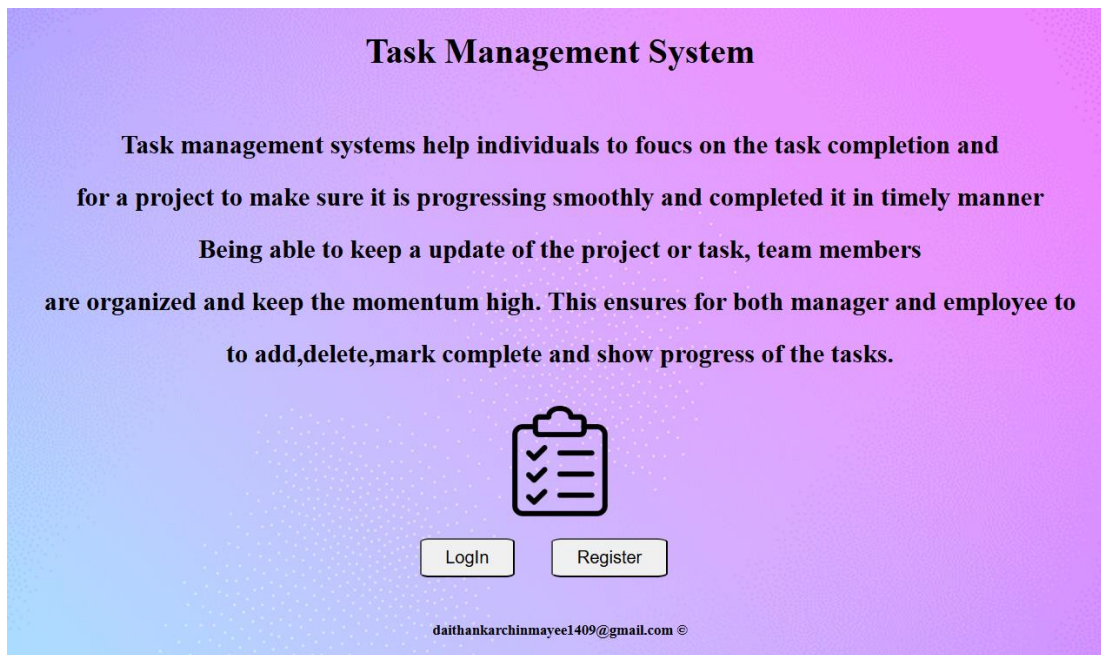 Task Management System
Task management systems help individuals to foucs on the task completion and
for a project to make sure it is progressing smoothly and completed it in timely manner
Being able to keep a update of the project or task, team members
are organized and keep the momentum high. This ensures for both manager and employee to
to add,delete,mark complete and show progress of the tasks.
LogIn Register
daithankarchinmayee1409@gmail.com ©